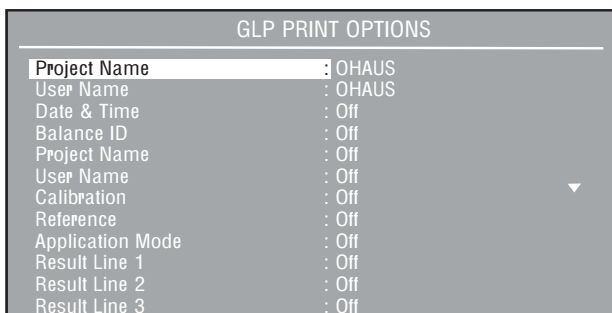 GLP PRINT OPTIONS
Project Name : OHAUS
User Name : OHAUS
Date & Time : Off
Balance ID : Off
Project Name : Off
User Name : Off
Calibration : Off
Reference : Off
Application Mode : Off
Result Line 1 : Off
Result Line 2 : Off
Result Line 3 : Off